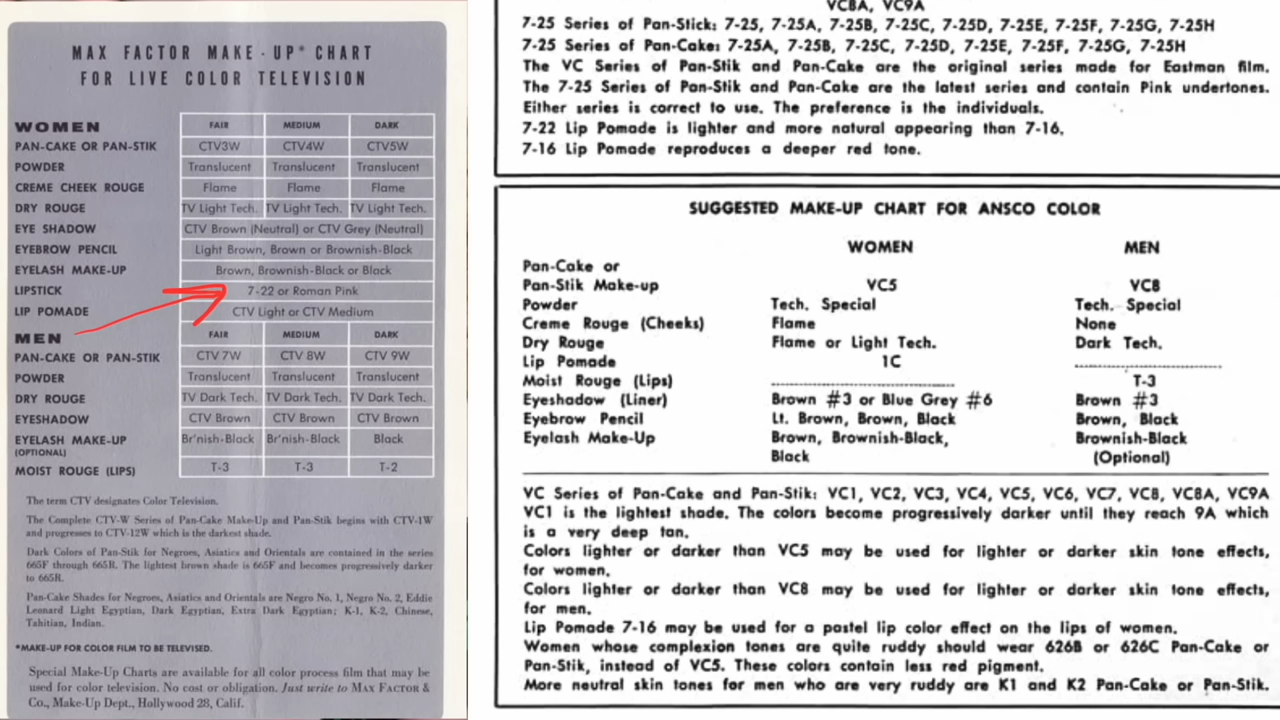 MAX FACTOR MAKE-UP* CHART
FOR LIVE COLOR TELEVISION
WOMEN FAIR MEDIUM DARK
PAN-CAKE OR PAN-STIK CTV3W CTV4W CTV5W
POWDER Translucent Translucent Translucent
CREME CHEEK ROUGE Flame Flame Flame
DRY ROUGE TV Light Tech. TV Light Tech. TV Light Tech.
EYE SHADOW CTV Brown (Neutral) or CTV Grey (Neutral)
EYEBROW PENCIL Light Brown, Brown or Brownish-Black
EYELASH MAKE-UP Brown, Brownish-Black or Black
LIPSTICK 7-22 or Roman Pink
LIP POMADE CTV Light or CTV Medium
MEN FAIR MEDIUM DARK
PAN-CAKE OR PAN-STIK CTV 7W CTV 8W CTV 9W
POWDER Translucent Translucent Translucent
DRY ROUGE TV Dark Tech. TV Dark Tech. TV Dark Tech.
EYESHADOW CTV Brown CTV Brown CTV Brown
EYELASH MAKE-UP Br'nish-Black Br'nish-Black Black
(OPTIONAL)
MOIST ROUGE (LIPS) T-3 T-3 T-2
The term CTV designates Color Television.
The Complete CTV-W Series of Pan-Cake Make-Up and Pan-Stik begins with CTV-1W
and progresses to CTV-12W which is the darkest shade.
Dark Colors of Pan-Stik for Negroes, Asiatics and Orientals are contained in the series
665F through 665R. The lightest brown shade is 665F and becomes progressively darker
to 665R.
Pan-Cake Shades for Negroes, Asiatics and Orientals are Negro No. 1, Negro No. 2, Eddie
Leonard Light Egyptian, Dark Egyptian, Extra Dark Egyptian; K-1, K-2, Chinese,
Tahitian, Indian.
*MAKE-UP FOR COLOR FILM TO BE TELEVISED.
Special Make-Up Charts are available for all color process film that may be
used for color television. No cost or obligation. Just write to MAX FACTOR &
Co., Make-Up Dept., Hollywood 28, Calif.
VC8A, VC9A
7-25 Series of Pan-Stick: 7-25, 7-25A, 7-25B, 7-25C, 7-25D, 7-25E, 7-25F, 7-25G, 7-25H
7-25 Series of Pan-Cake: 7-25A, 7-25B, 7-25C, 7-25D, 7-25E, 7-25F, 7-25G, 7-25H
The VC Series of Pan-Stik and Pan-Cake are the original series made for Eastman film.
The 7-25 Series of Pan-Stik and Pan-Cake are the latest series and contain Pink undertones.
Either series is correct to use. The preference is the individuals.
7-22 Lip Pomade is lighter and more natural appearing than 7-16.
7-16 Lip Pomade reproduces a deeper red tone.
SUGGESTED MAKE-UP CHART FOR ANSCO COLOR
WOMEN MEN
Pan-Cake or
Pan-Stik Make-up VC5 VC8
Powder Tech. Special Tech. Special
Creme Rouge (Cheeks) Flame None
Dry Rouge Flame or Light Tech. Dark Tech.
Lip Pomade 1C
Moist Rouge (Lips) T-3
Eyeshadow (Liner) Brown #3 or Blue Grey #6 Brown #3
Eyebrow Pencil Lt. Brown, Brown, Black Brown, Black
Eyelash Make-Up Brown, Brownish-Black, Brownish-Black
Black (Optional)
VC Series of Pan-Cake and Pan-Stik: VC1, VC2, VC3, VC4, VC5, VC6, VC7, VC8, VC8A, VC9A
VC1 is the lightest shade. The colors become progressively darker until they reach 9A which
is a very deep tan.
Colors lighter or darker than VC5 may be used for lighter or darker skin tone effects,
for women.
Colors lighter or darker than VC8 may be used for lighter or darker skin tone effects,
for men.
Lip Pomade 7-16 may be used for a pastel lip color effect on the lips of women.
Women whose complexion tones are quite ruddy should wear 626B or 626C Pan-Cake or
Pan-Stik, instead of VC5. These colors contain less red pigment.
More neutral skin tones for men who are very ruddy are K1 and K2 Pan-Cake or Pan-Stik.